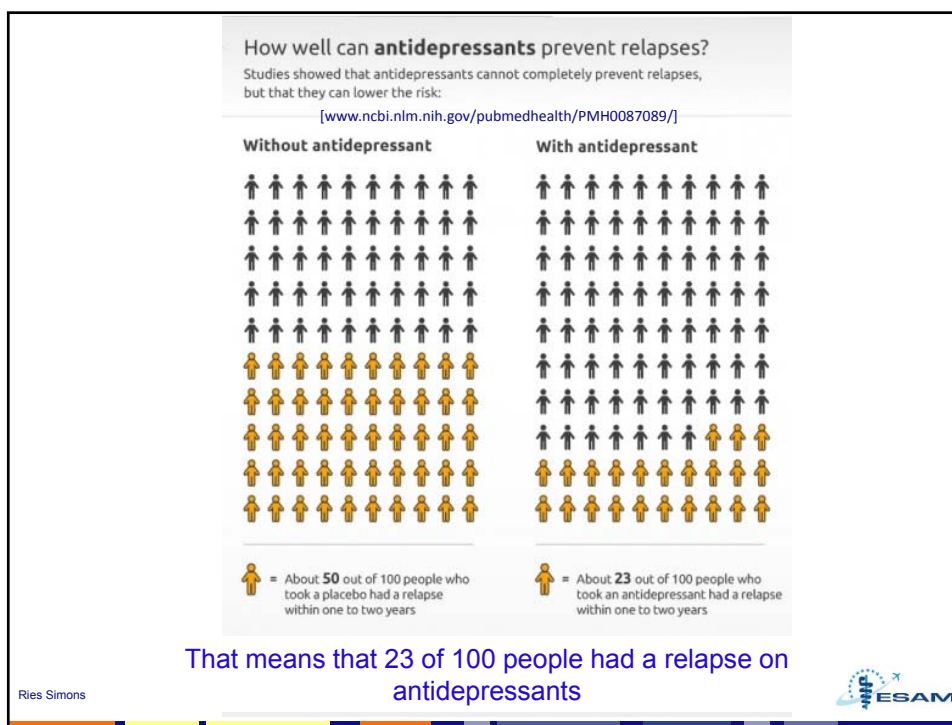 How well can antidepressants prevent relapses?
Studies showed that antidepressants cannot completely prevent relapses,
but that they can lower the risk:
[www.ncbi.nlm.nih.gov/pubmedhealth/PMH0087089/]
Without antidepressant
With antidepressant
= About 50 out of 100 people who
took a placebo had a relapse
within one to two years
= About 23 out of 100 people who
took an antidepressant had a relapse
within one to two years
That means that 23 of 100 people had a relapse on
antidepressants
Ries Simons
ESAM